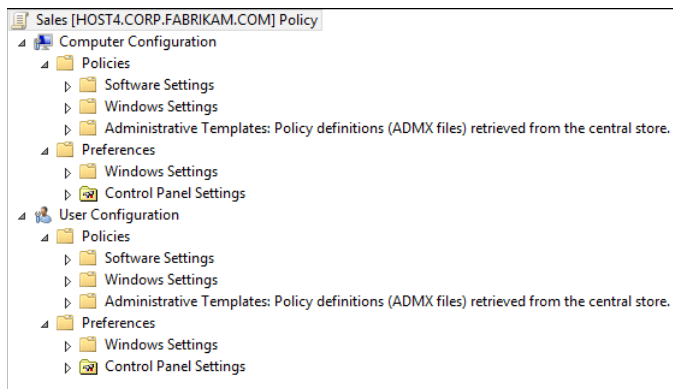 Sales [HOST4.CORP.FABRIKAM.COM] Policy
Computer Configuration
Policies
Software Settings
Windows Settings
Administrative Templates: Policy definitions (ADMX files) retrieved from the central store.
Preferences
Windows Settings
Control Panel Settings
User Configuration
Policies
Software Settings
Windows Settings
Administrative Templates: Policy definitions (ADMX files) retrieved from the central store.
Preferences
Windows Settings
Control Panel Settings